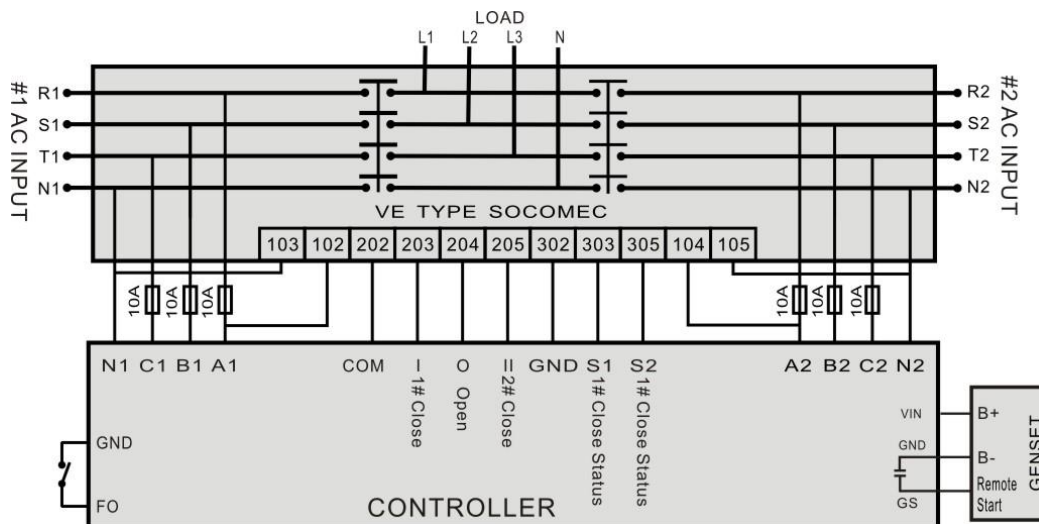 LOAD
L1 L2 L3 N
#1 AC INPUT
R1
S1
T1
N1
#2 AC INPUT
R2
S2
T2
N2
VE TYPE SOCOMEC
103 102 202 203 204 205 302 303 305 104 105
10A 10A 10A 10A 10A 10A
N1 C1 B1 A1 COM I O II GND S1 S2 A2 B2 C2 N2
1# Close
Open
2# Close
1# Close Status
1# Close Status
GND
FO
CONTROLLER
VIN
GND
GS
B+
B-
Remote
Start
GENSET